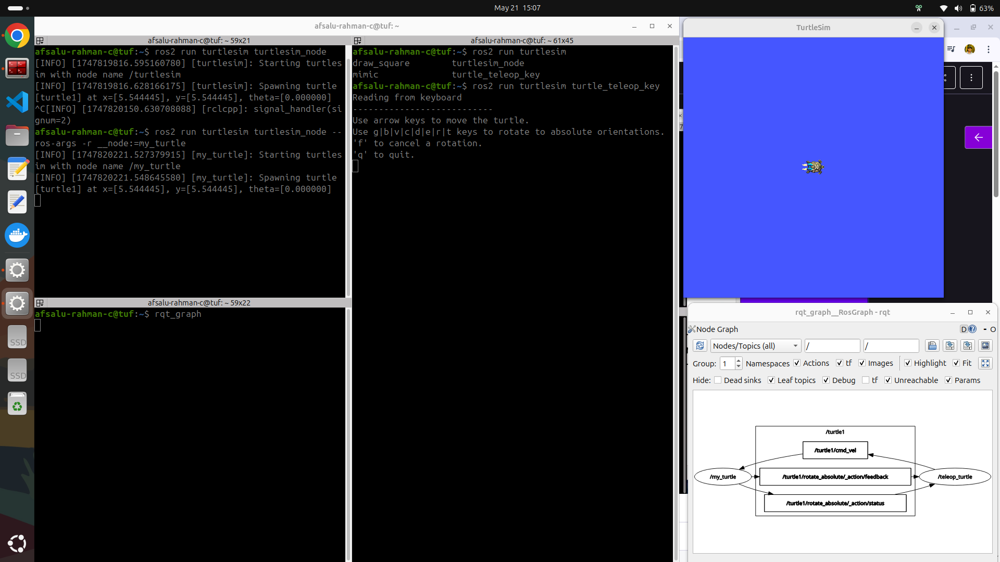 May 21 15:07
63%
afsalu-rahman-c@tuf: ~
afsalu-rahman-c@tuf: ~ 59x21
afsalu-rahman-c@tuf:~$ ros2 run turtlesim turtlesim_node
[INFO] [1747819816.595160780] [turtlesim]: Starting turtles
im with node name /turtlesim
[INFO] [1747819816.628166175] [turtlesim]: Spawning turtle
[turtle1] at x=[5.544445], y=[5.544445], theta=[0.000000]
^C[INFO] [1747820150.630708088] [rclcpp]: signal_handler(si
gnum=2)
afsalu-rahman-c@tuf:~$ ros2 run turtlesim turtlesim_node --
ros-args -r __node:=my_turtle
[INFO] [1747820221.527379915] [my_turtle]: Starting turtles
im with node name /my_turtle
[INFO] [1747820221.548645580] [my_turtle]: Spawning turtle
[turtle1] at x=[5.544445], y=[5.544445], theta=[0.000000]
afsalu-rahman-c@tuf: ~ 59x22
afsalu-rahman-c@tuf:~$ rqt_graph
afsalu-rahman-c@tuf: ~ 61x45
afsalu-rahman-c@tuf:~$ ros2 run turtlesim
draw_square turtlesim_node
mimic turtle_teleop_key
afsalu-rahman-c@tuf:~$ ros2 run turtlesim turtle_teleop_key
Reading from keyboard
---------------------------
Use arrow keys to move the turtle.
Use g|b|v|c|d|e|r|t keys to rotate to absolute orientations.
'f' to cancel a rotation.
'q' to quit.
TurtleSim
rqt_graph__RosGraph - rqt
Node Graph
D - O
Nodes/Topics (all) / /
Group: 1 Namespaces Actions tf Images Highlight Fit
Hide: Dead sinks Leaf topics Debug tf Unreachable Params
/turtle1
/turtle1/cmd_vel
/my_turtle /turtle1/rotate_absolute/_action/feedback /teleop_turtle
/turtle1/rotate_absolute/_action/status
SSD
SSD